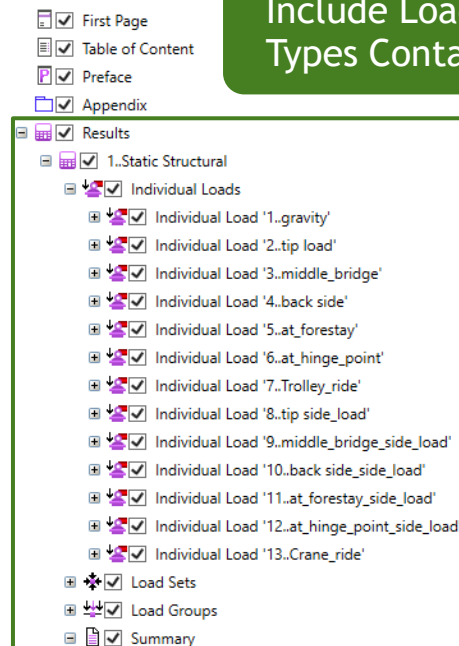 Include Loa
Types Conta
First Page
Table of Content
Preface
Appendix
Results
1..Static Structural
Individual Loads
Individual Load '1..gravity'
Individual Load '2..tip load'
Individual Load '3..middle_bridge'
Individual Load '4..back side'
Individual Load '5..at_forestay'
Individual Load '6..at_hinge_point'
Individual Load '7..Trolley_ride'
Individual Load '8..tip side_load'
Individual Load '9..middle_bridge_side_load'
Individual Load '10..back side_side_load'
Individual Load '11..at_forestay_side_load'
Individual Load '12..at_hinge_point_side_load
Individual Load '13..Crane_ride'
Load Sets
Load Groups
Summary